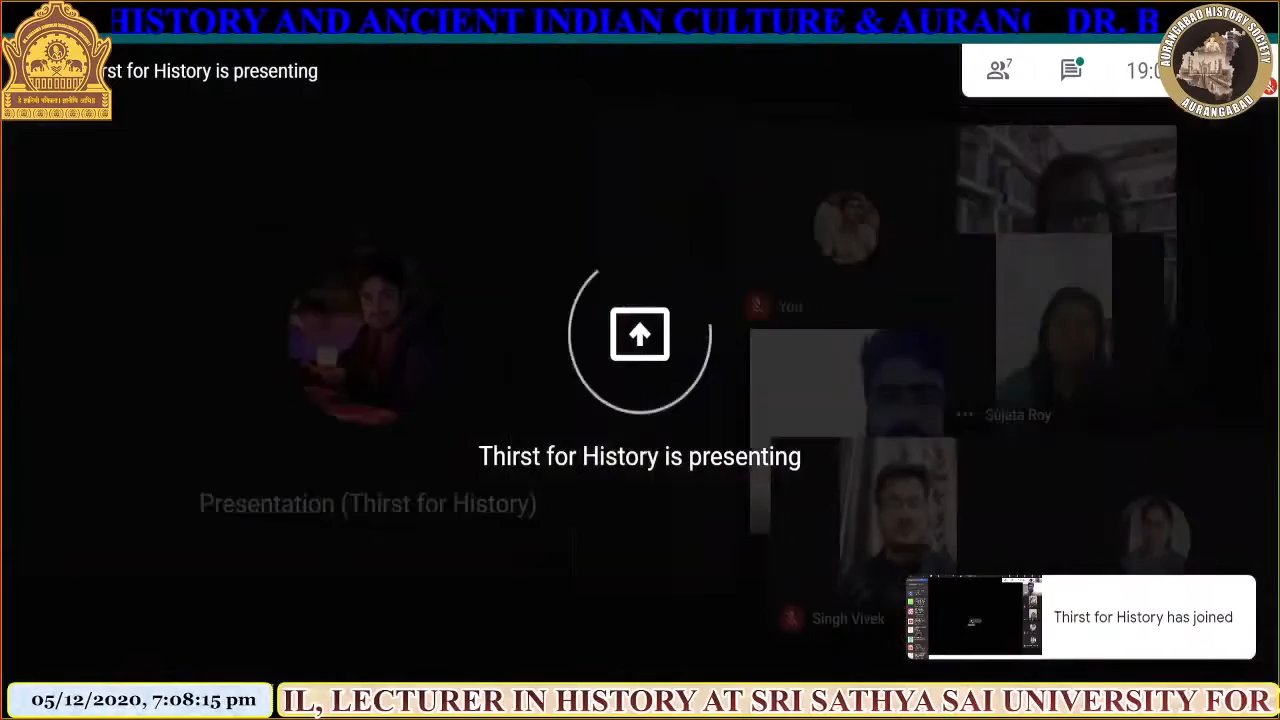 HISTORY AND ANCIENT INDIAN CULTURE & AURANG DR. B
rst for History is presenting
7
19:0
AURANGABAD HISTORY SOCIETY
AURANGABAD
You
Sujata Roy
Thirst for History is presenting
Presentation (Thirst for History)
Singh Vivek
Thirst for History has joined
05/12/2020, 7:08:15 pm
IL, LECTURER IN HISTORY AT SRI SATHYA SAI UNIVERSITY FOR